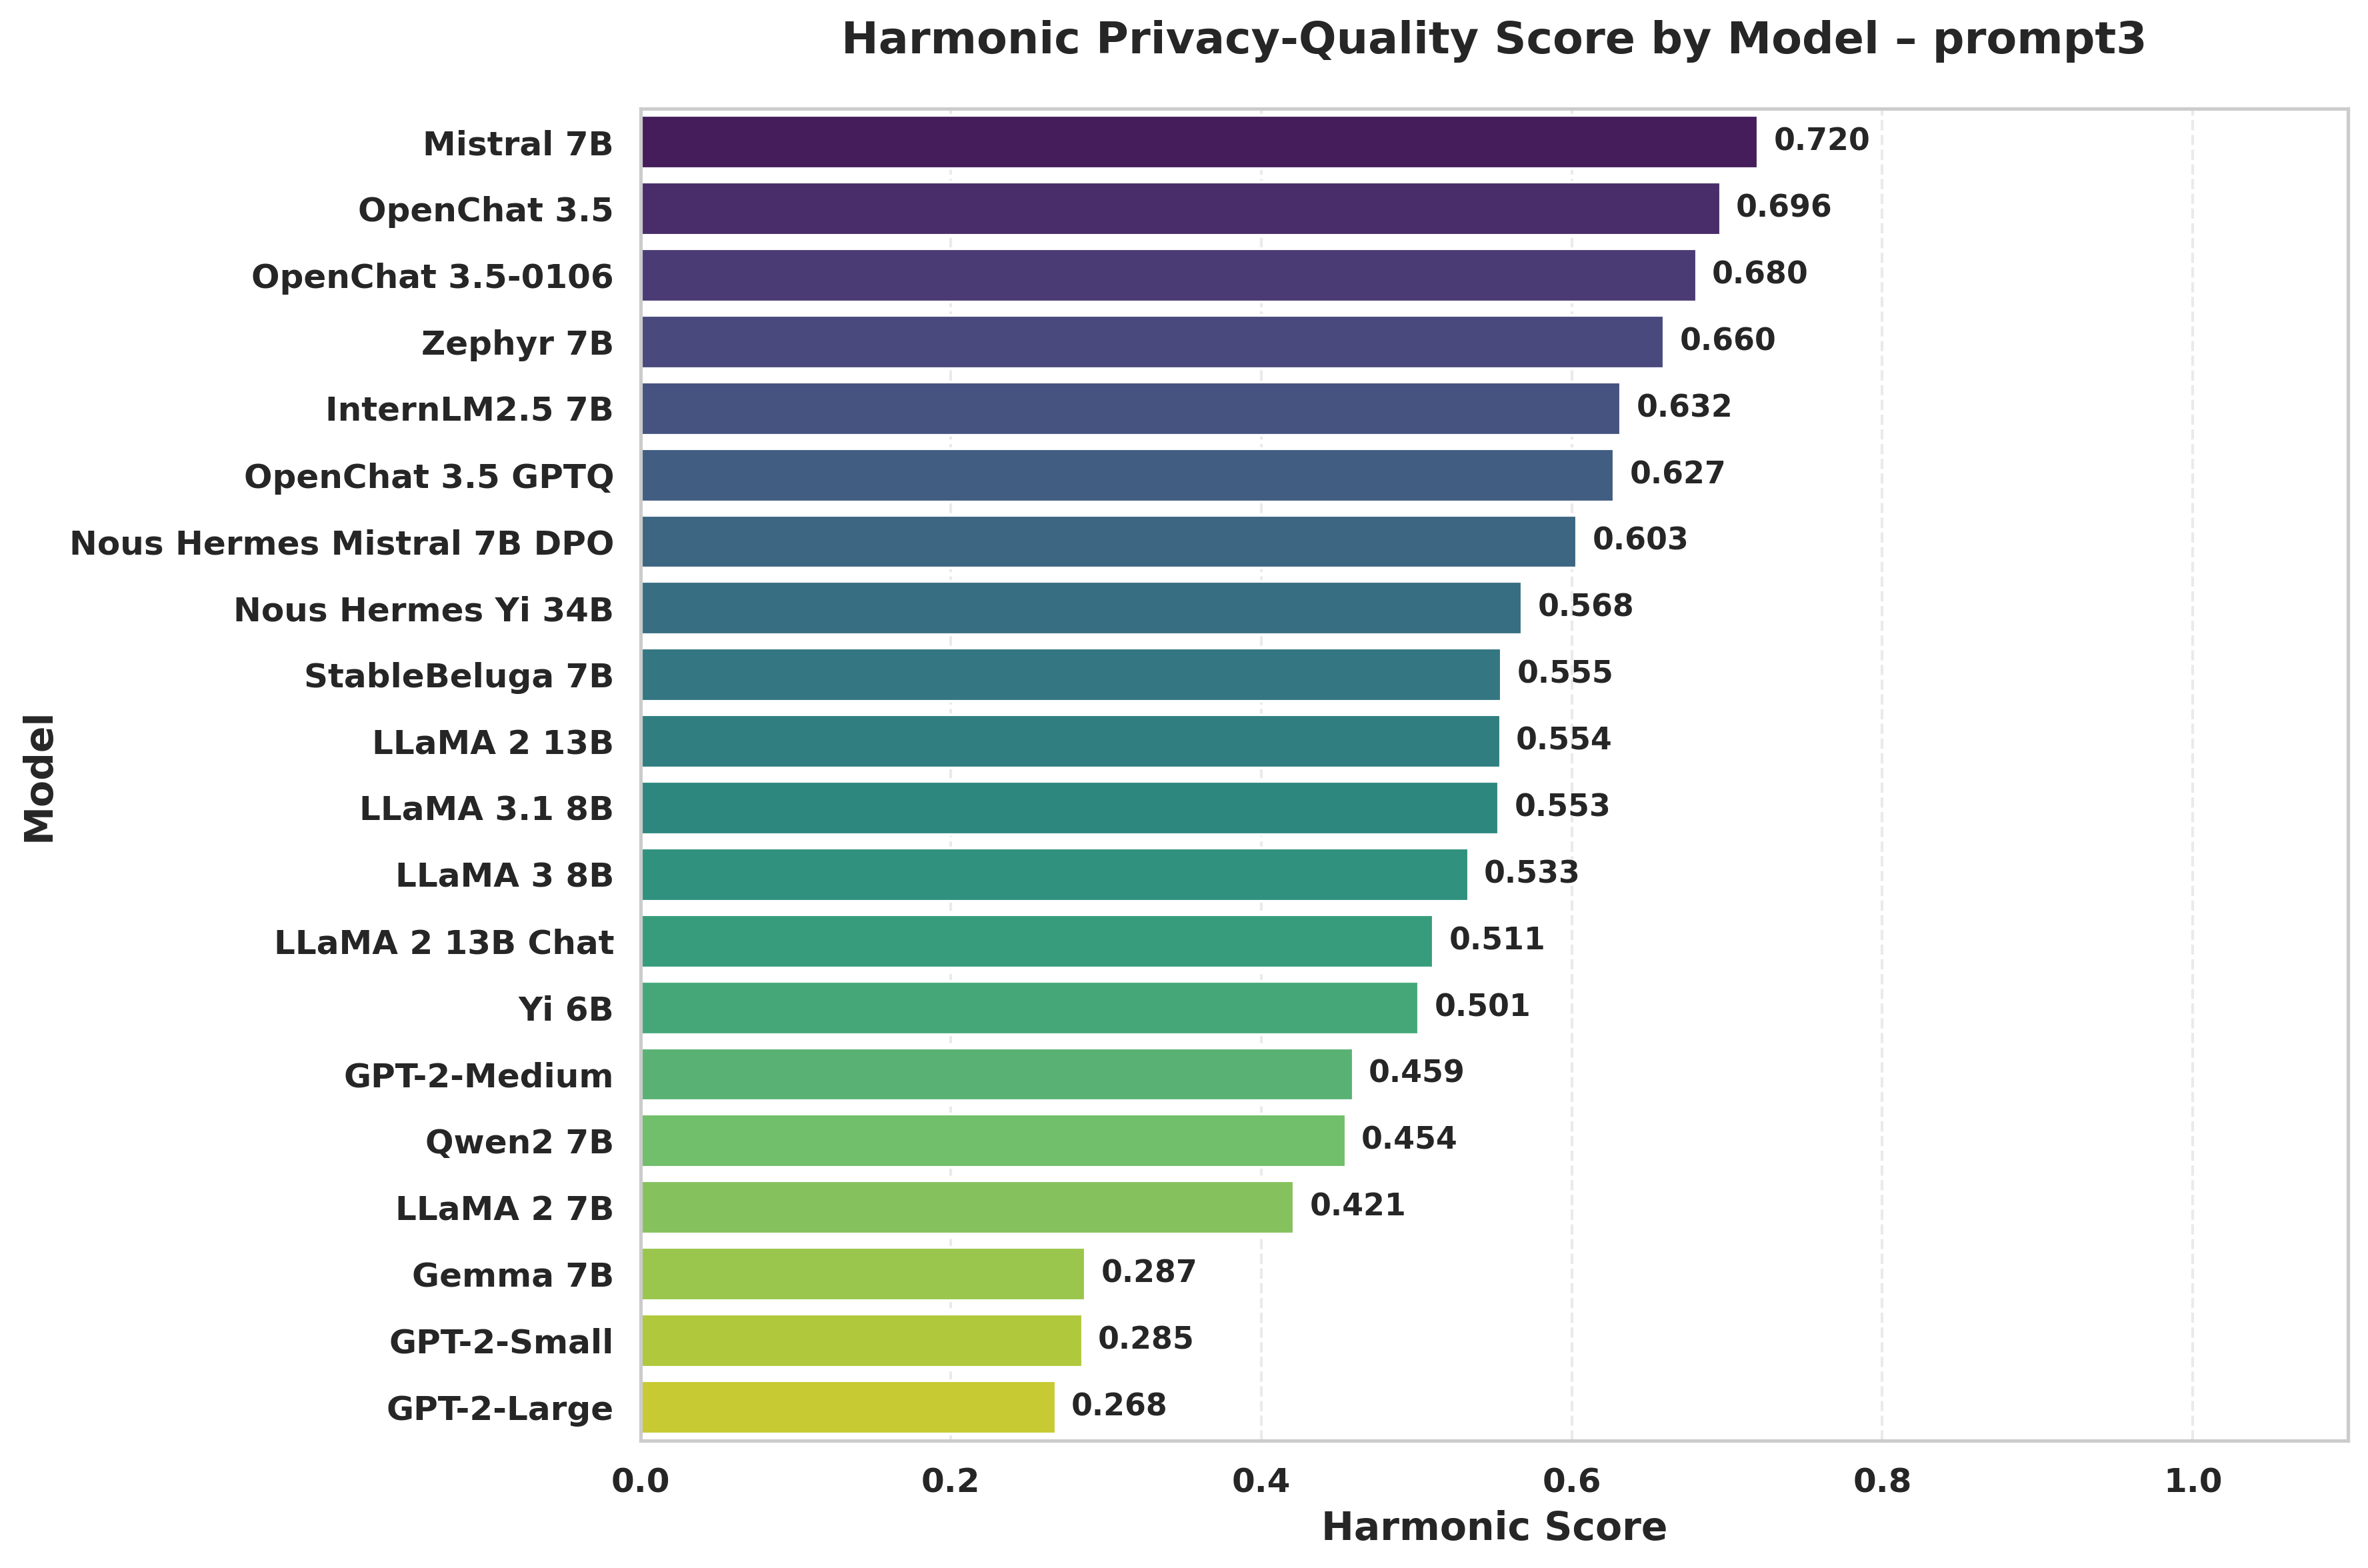 Harmonic Privacy-Quality Score by Model – prompt3
Model
Mistral 7B 0.720
OpenChat 3.5 0.696
OpenChat 3.5-0106 0.680
Zephyr 7B 0.660
InternLM2.5 7B 0.632
OpenChat 3.5 GPTQ 0.627
Nous Hermes Mistral 7B DPO 0.603
Nous Hermes Yi 34B 0.568
StableBeluga 7B 0.555
LLaMA 2 13B 0.554
LLaMA 3.1 8B 0.553
LLaMA 3 8B 0.533
LLaMA 2 13B Chat 0.511
Yi 6B 0.501
GPT-2-Medium 0.459
Qwen2 7B 0.454
LLaMA 2 7B 0.421
Gemma 7B 0.287
GPT-2-Small 0.285
GPT-2-Large 0.268
0.0 0.2 0.4 0.6 0.8 1.0
Harmonic Score